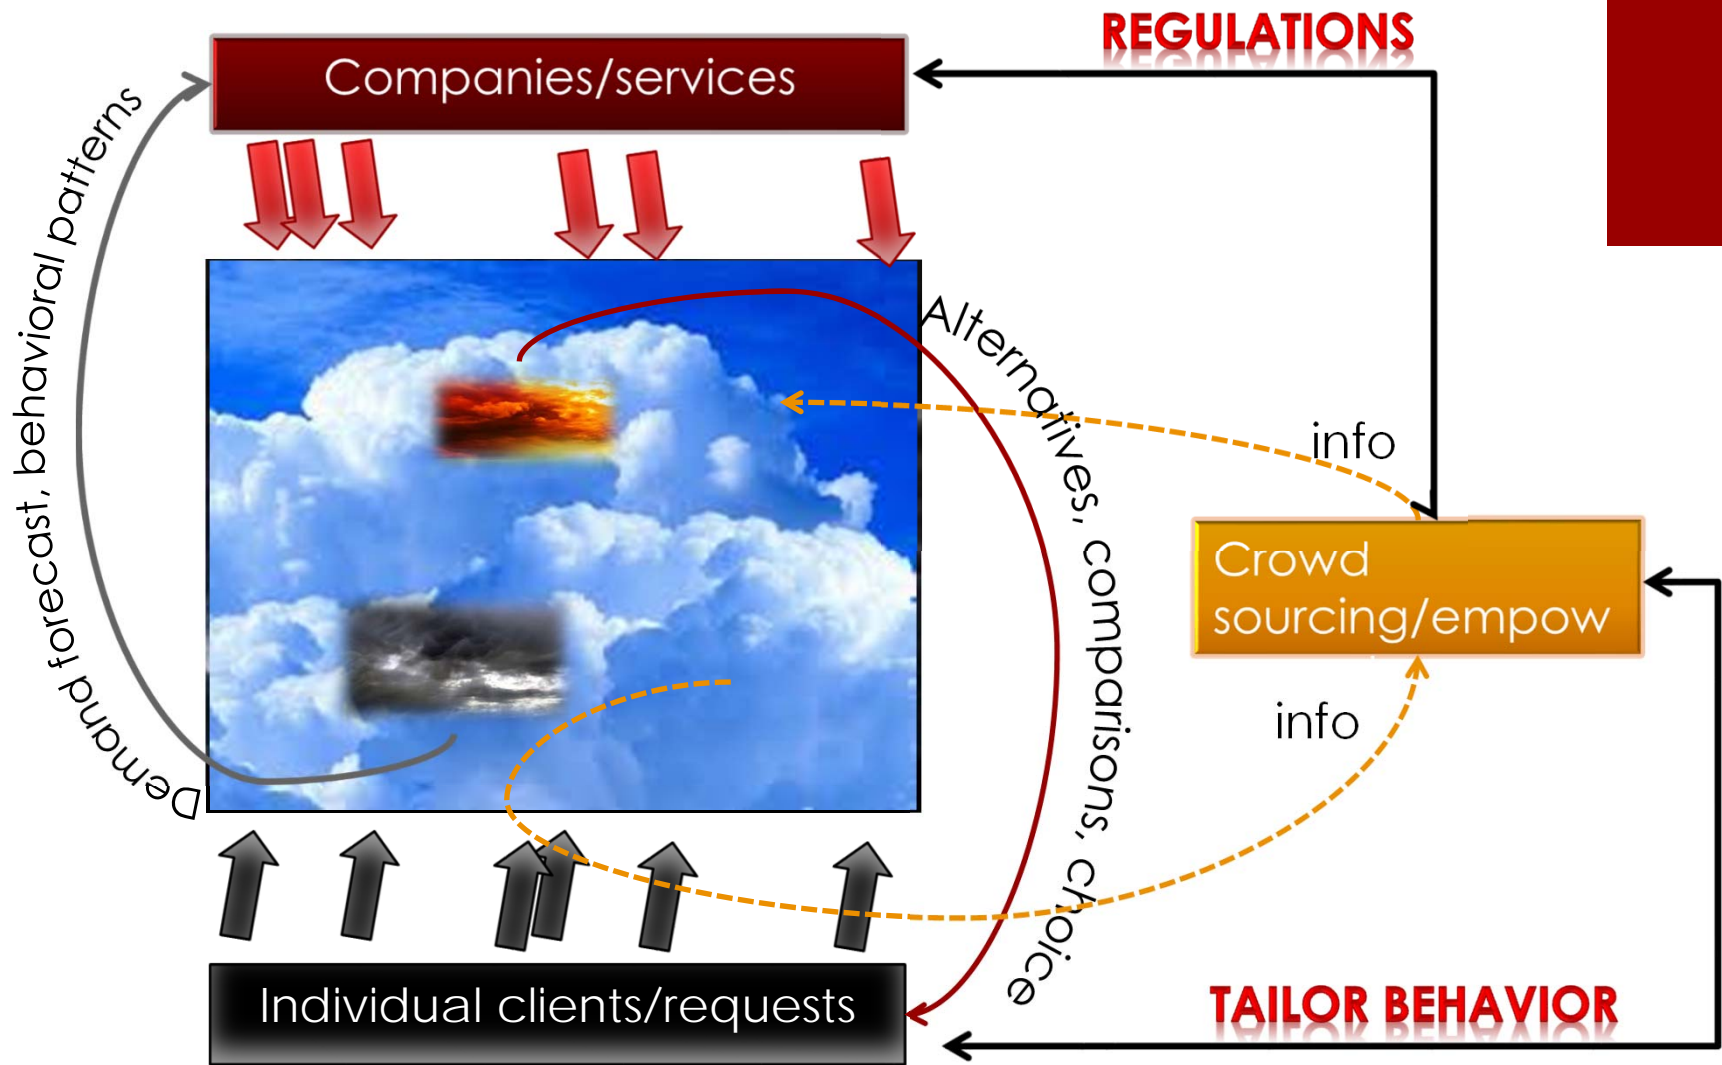 REGULATIONS
Companies/services
Demand forecast, behavioral patterns
Alternatives, comparisons, choice
info
Crowd
sourcing/empow
info
Individual clients/requests
TAILOR BEHAVIOR